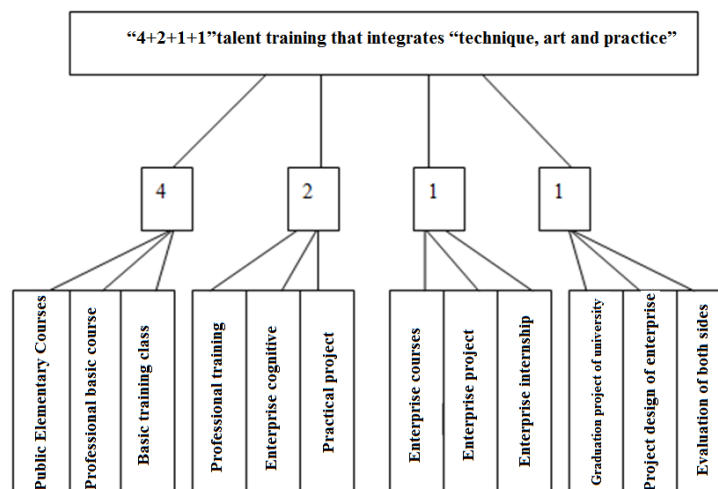 “4+2+1+1”talent training that integrates “technique, art and practice”
4
2
1
1
Public Elementary Courses
Professional basic course
Basic training class
Professional training
Enterprise cognitive
Practical project
Enterprise courses
Enterprise project
Enterprise internship
Graduation project of university
Project design of enterprise
Evaluation of both sides